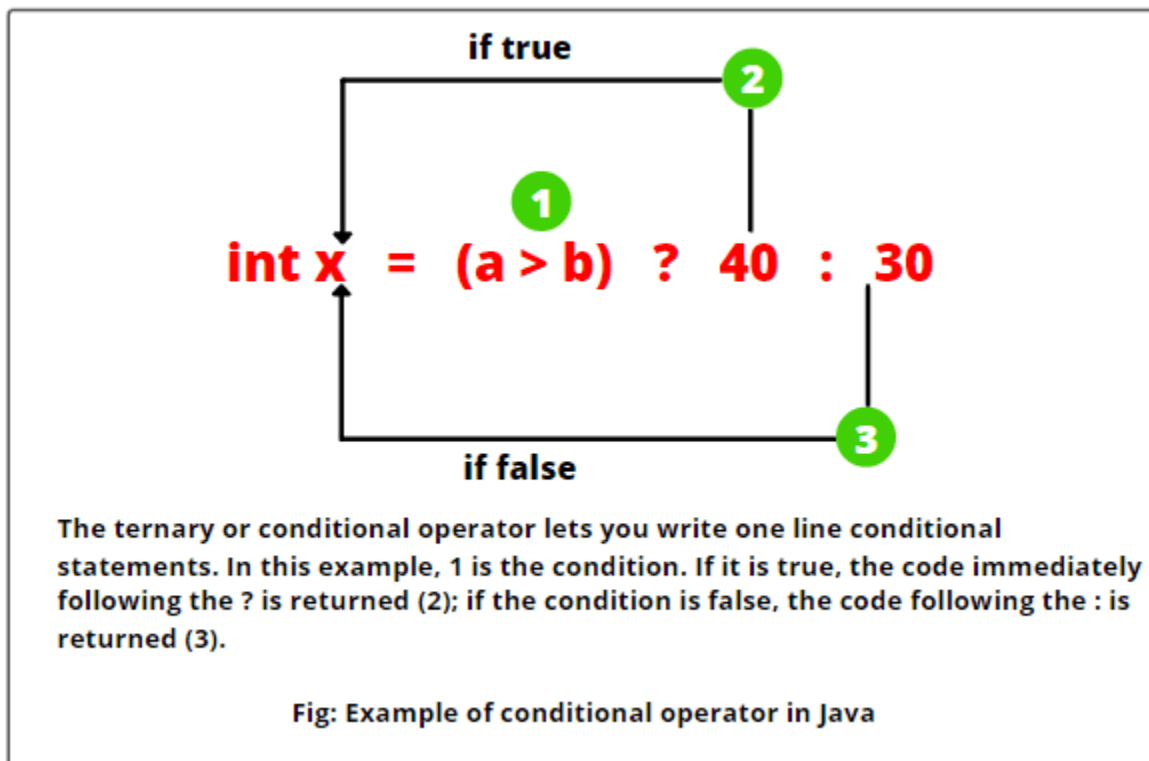 if true
2
1
int x = (a > b) ? 40 : 30
3
if false
The ternary or conditional operator lets you write one line conditional
statements. In this example, 1 is the condition. If it is true, the code immediately
following the ? is returned (2); if the condition is false, the code following the : is
returned (3).
Fig: Example of conditional operator in Java